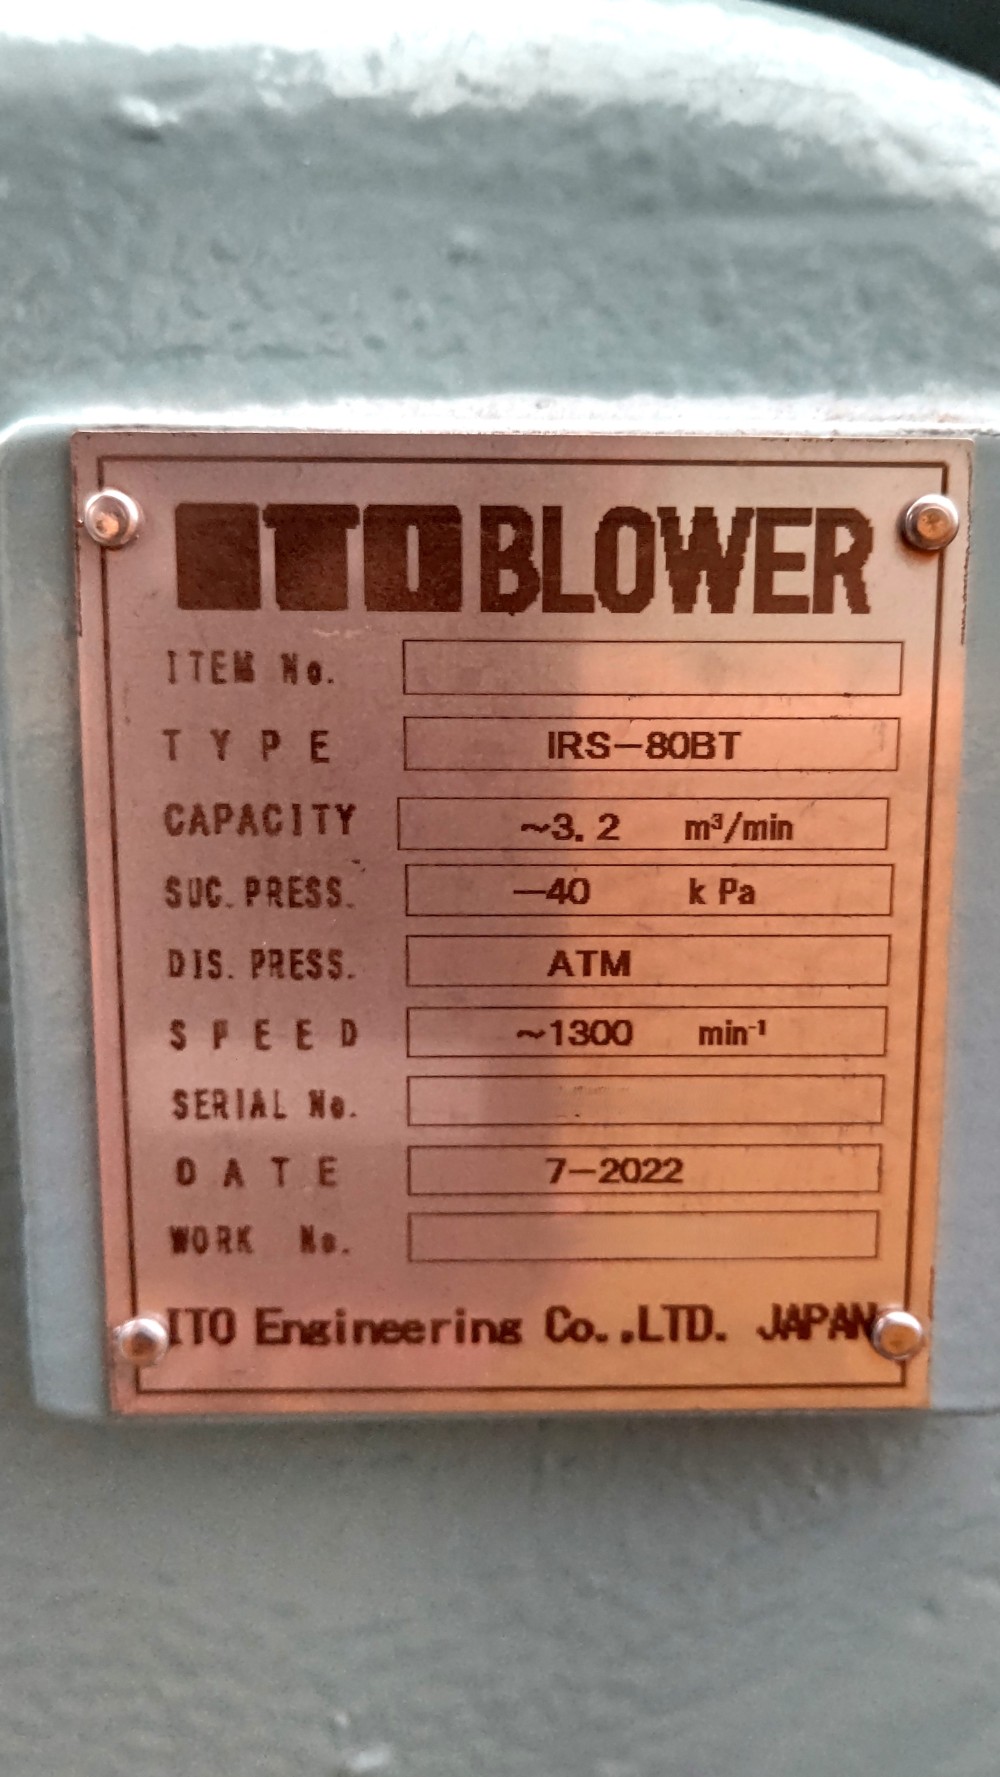 ITO BLOWER
ITEM No.
TYPE IRS-80BT
CAPACITY ~3.2 m³/min
SUC. PRESS. -40 kPa
DIS. PRESS. ATM
SPEED ~1300 min⁻¹
SERIAL No.
DATE 7-2022
WORK No.
ITO Engineering Co.,LTD. JAPAN